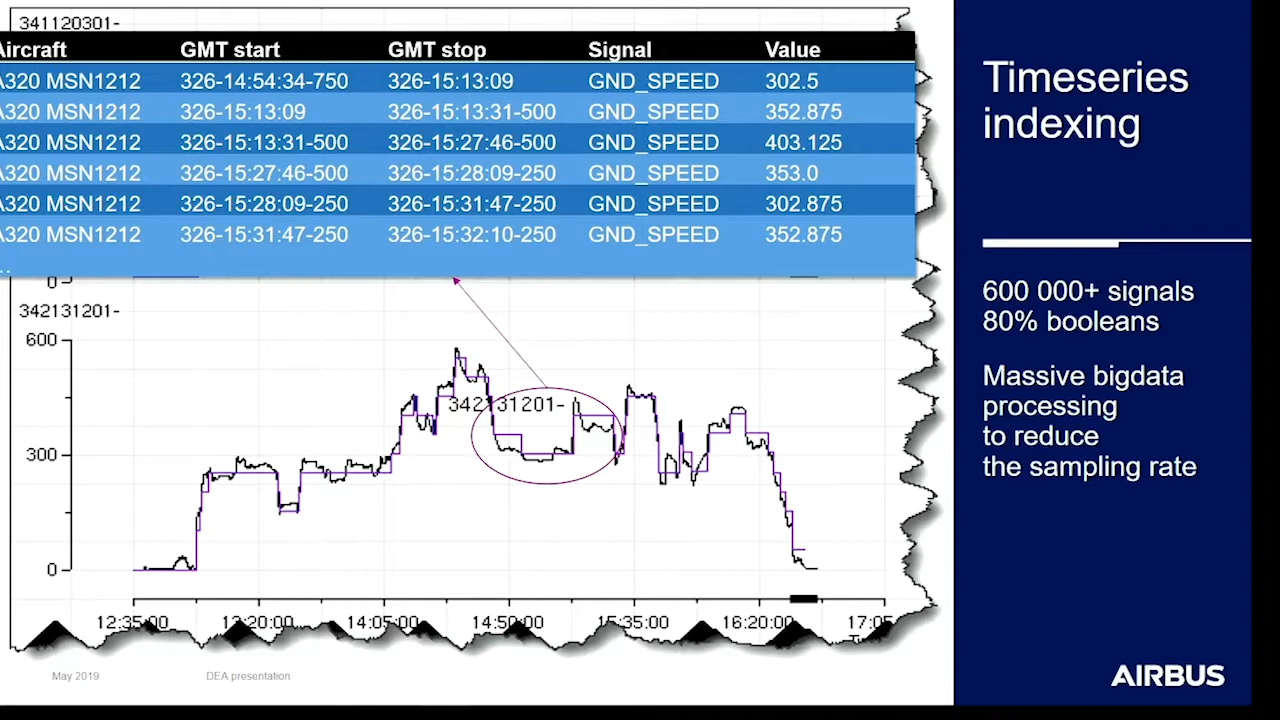 341120301-
Aircraft GMT start GMT stop Signal Value
A320 MSN1212 326-14:54:34-750 326-15:13:09 GND_SPEED 302.5
A320 MSN1212 326-15:13:09 326-15:13:31-500 GND_SPEED 352.875
A320 MSN1212 326-15:13:31-500 326-15:27:46-500 GND_SPEED 403.125
A320 MSN1212 326-15:27:46-500 326-15:28:09-250 GND_SPEED 353.0
A320 MSN1212 326-15:28:09-250 326-15:31:47-250 GND_SPEED 302.875
A320 MSN1212 326-15:31:47-250 326-15:32:10-250 GND_SPEED 352.875
..
0
342131201-
600
342131201-
300
0
12:35:00 13:20:00 14:05:00 14:50:00 15:35:00 16:20:00 17:05
May 2019 DEA presentation
Timeseries
indexing
600 000+ signals
80% booleans
Massive bigdata
processing
to reduce
the sampling rate
AIRBUS